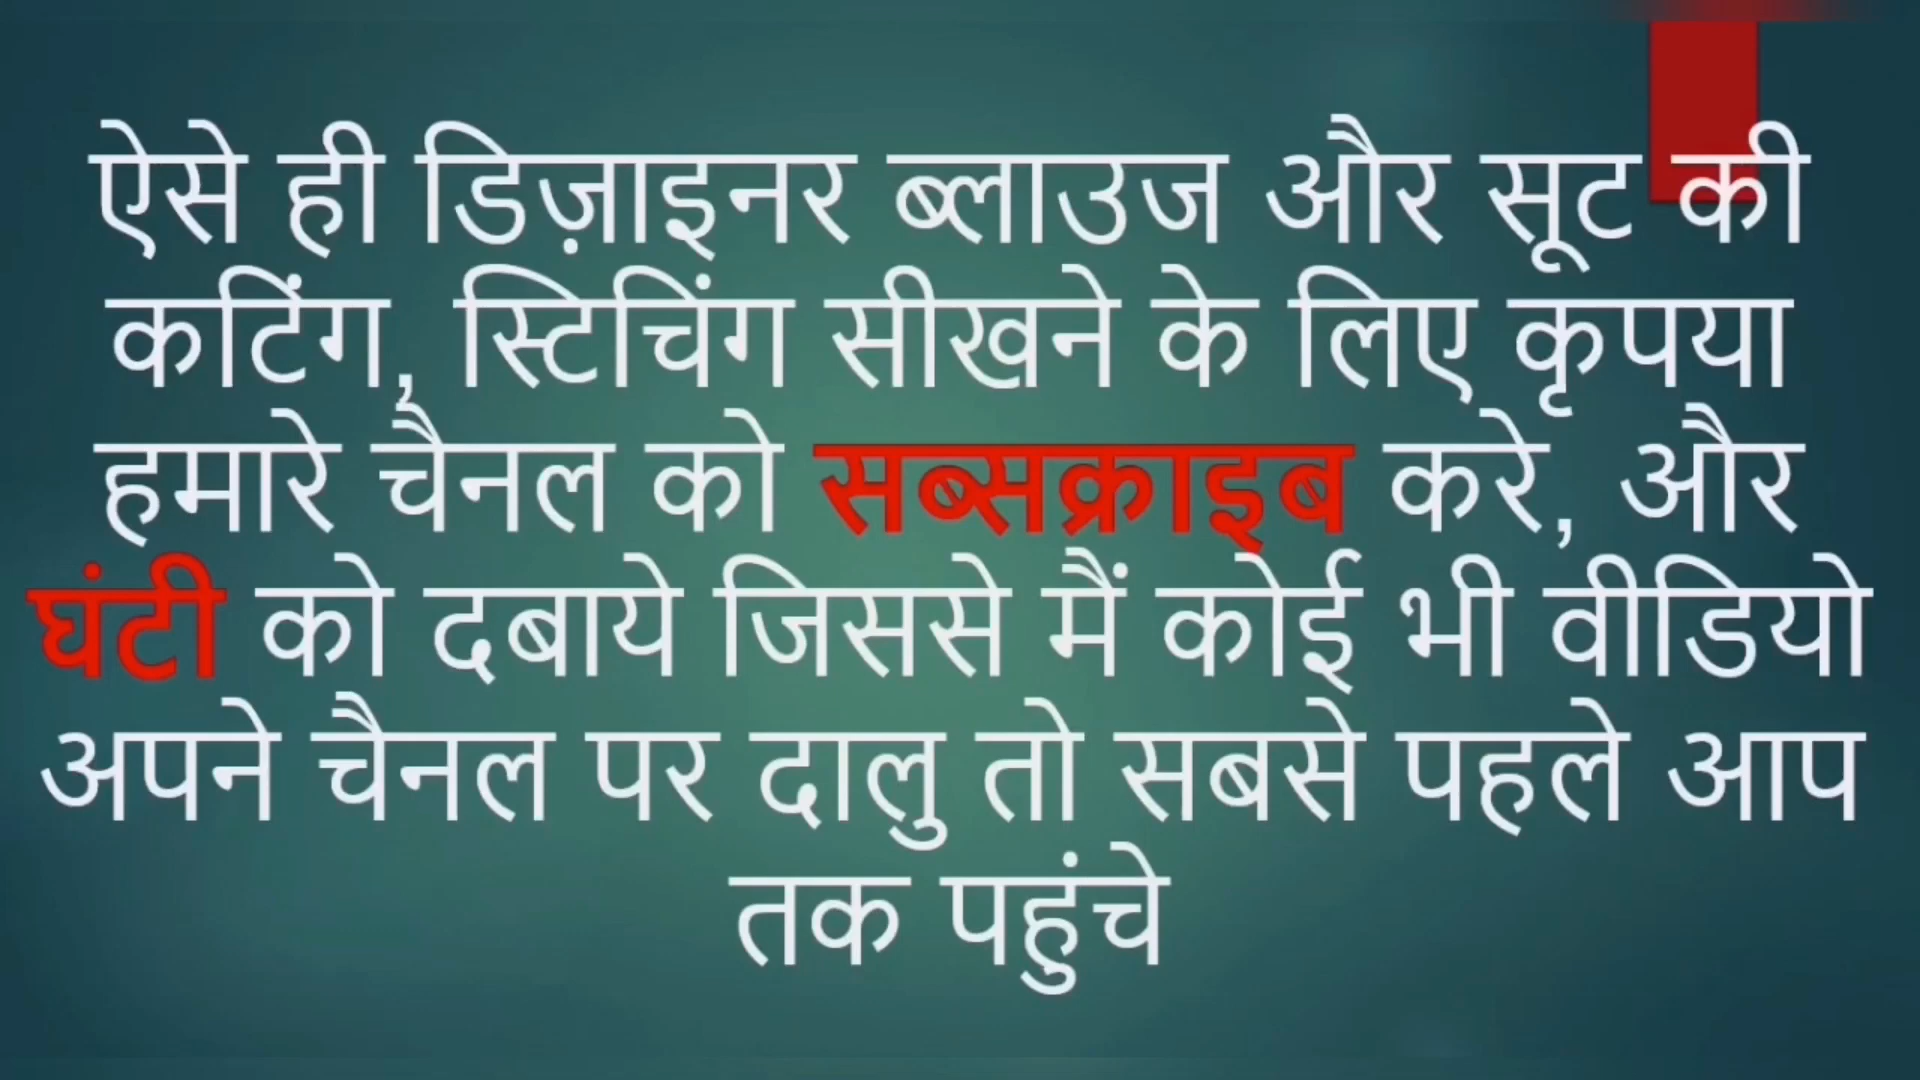 ऐसे ही डिज़ाइनर ब्लाउज और सूट की
कटिंग, स्टिचिंग सीखने के लिए कृपया
हमारे चैनल को सब्सक्राइब करे, और
घंटी को दबाये जिससे मैं कोई भी वीडियो
अपने चैनल पर दालु तो सबसे पहले आप
तक पहुंचे